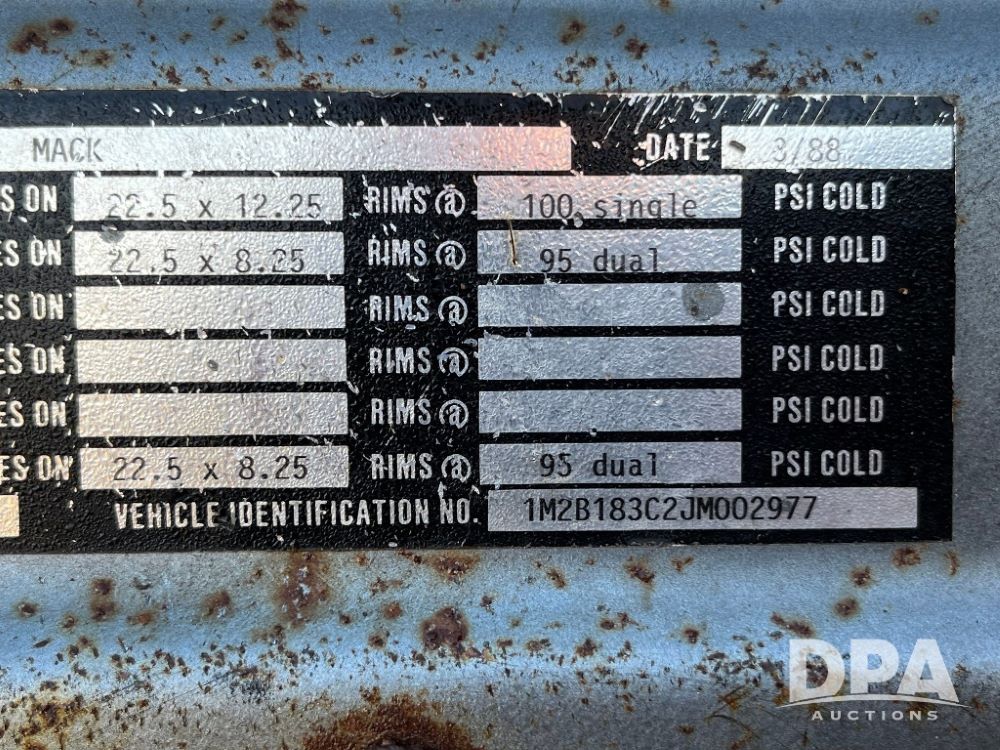 MACK DATE 3/88
S ON 22.5 x 12.25 RIMS @ 100 single PSI COLD
ES ON 22.5 x 8.25 RIMS @ 95 dual PSI COLD
ES ON RIMS @ PSI COLD
ES ON RIMS @ PSI COLD
ES ON RIMS @ PSI COLD
ES ON 22.5 x 8.25 RIMS @ 95 dual PSI COLD
VEHICLE IDENTIFICATION NO. 1M2B183C2JM002977
DPA
AUCTIONS